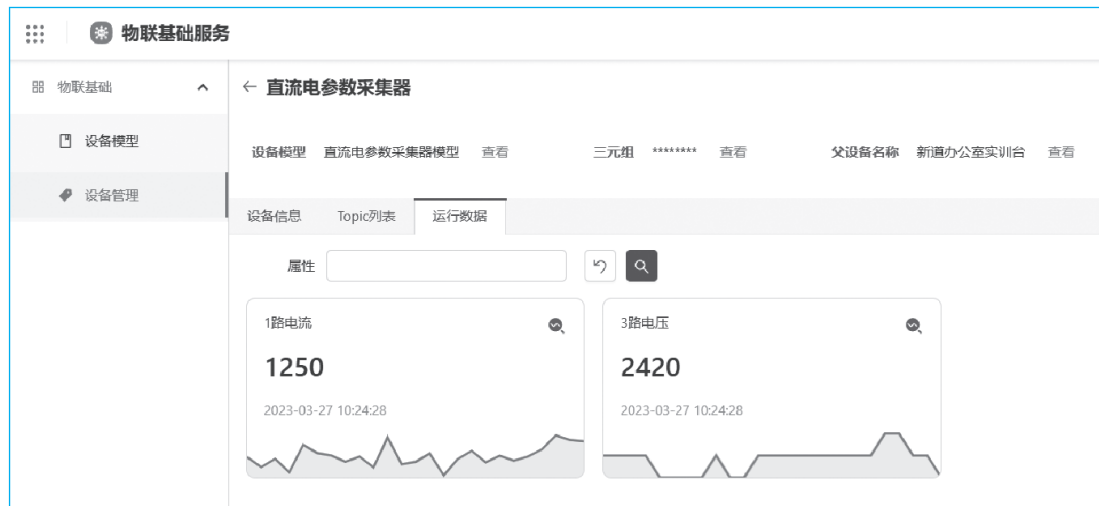 物联基础服务
物联基础
设备模型
设备管理
直流电参数采集器
设备模型 直流电参数采集器模型 查看 三元组 ******** 查看 父设备名称 新道办公室实训台 查看
设备信息 Topic列表 运行数据
属性
1路电流
1250
2023-03-27 10:24:28
3路电压
2420
2023-03-27 10:24:28